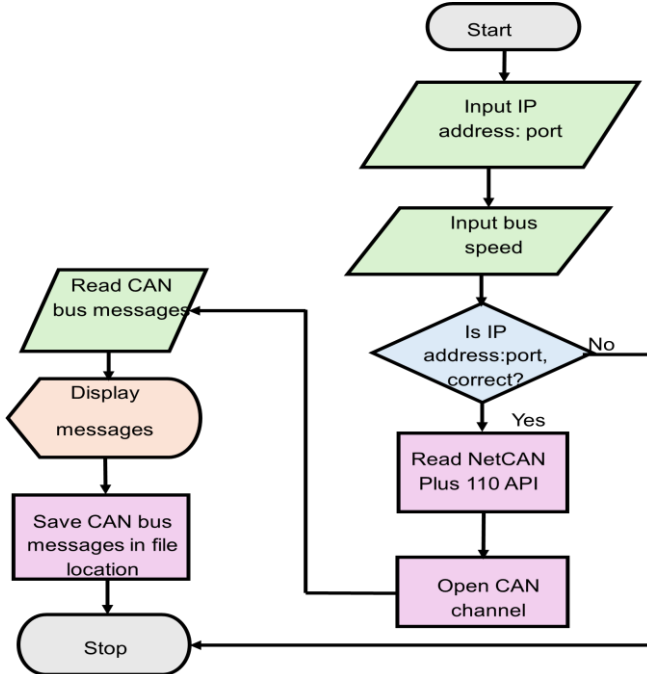 Start
Input IP
address: port
Input bus
speed
Is IP
address:port,
correct?
No
Yes
Read NetCAN
Plus 110 API
Open CAN
channel
Read CAN
bus messages
Display
messages
Save CAN bus
messages in file
location
Stop